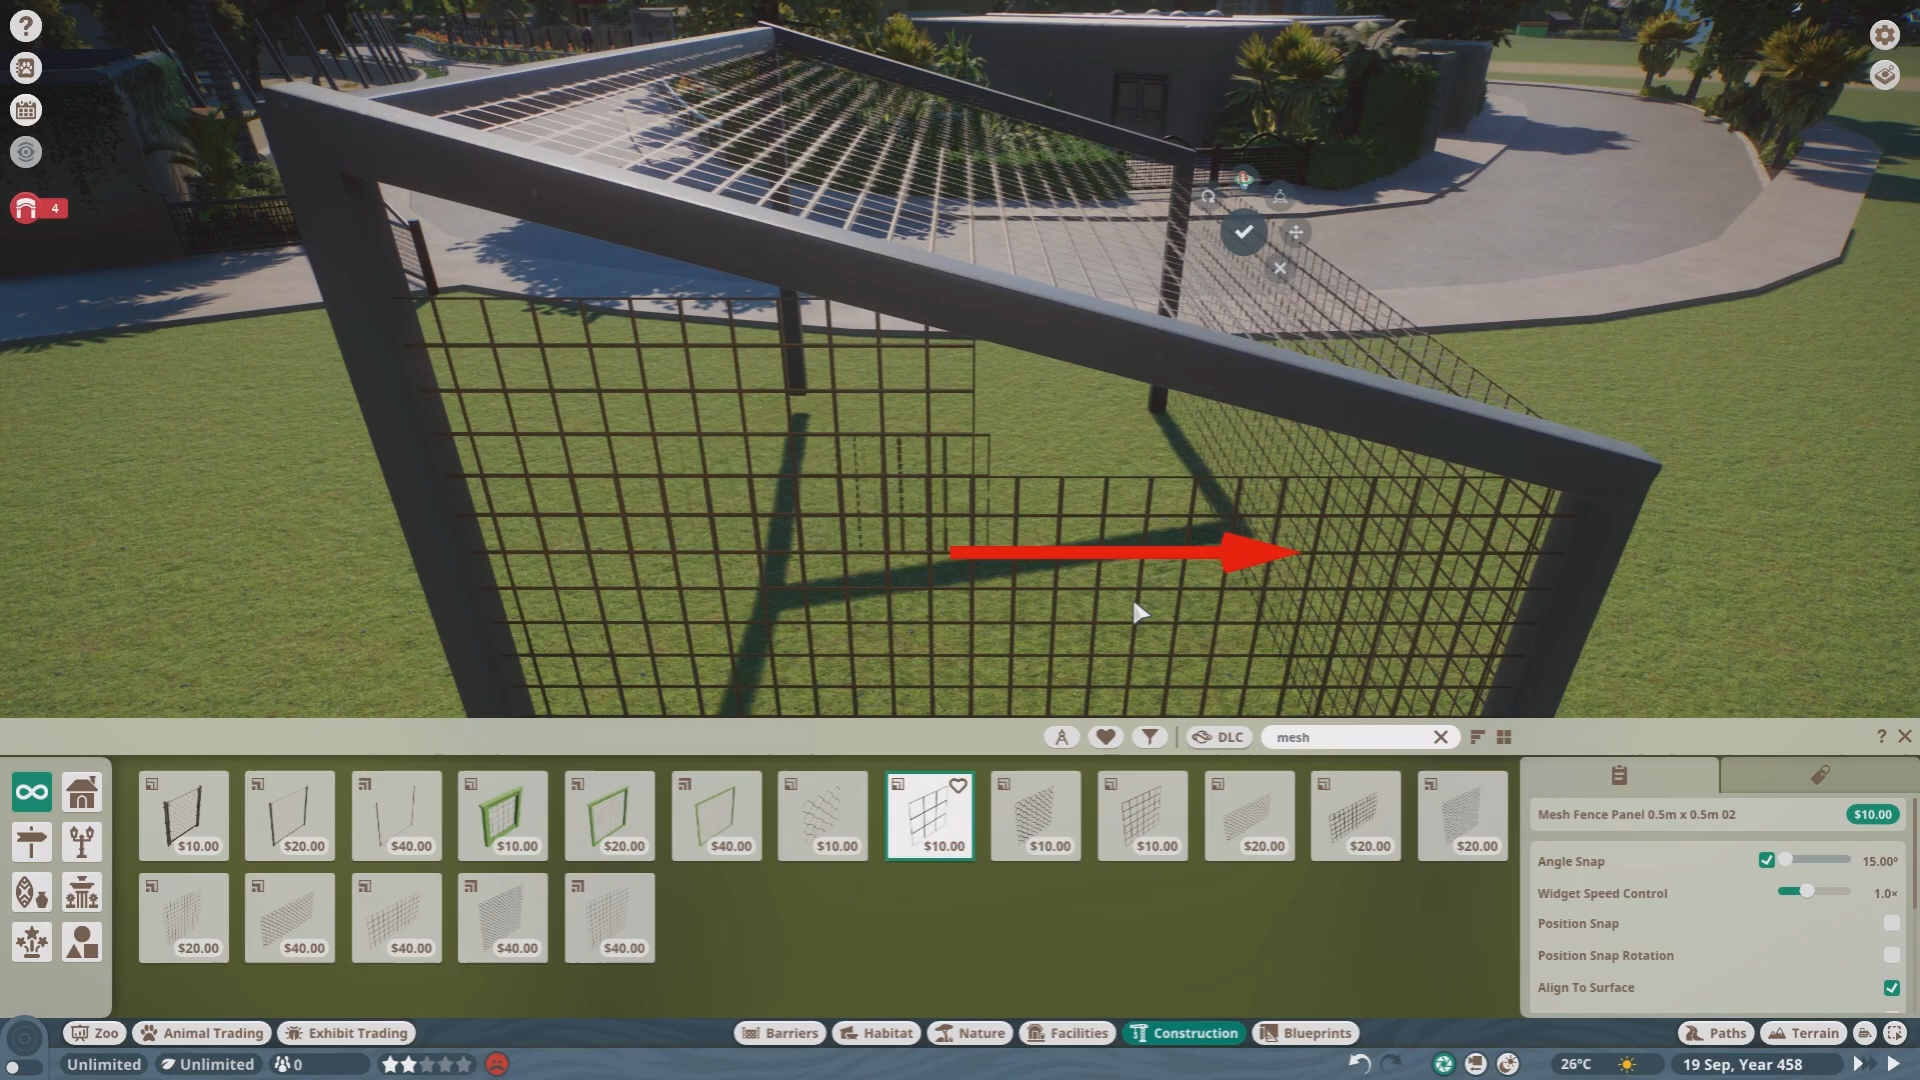 4
DLC
mesh
?
$10.00
$20.00
$40.00
$10.00
$20.00
$40.00
$10.00
$10.00
$10.00
$10.00
$20.00
$20.00
$20.00
$20.00
$40.00
$40.00
$40.00
$40.00
Mesh Fence Panel 0.5m x 0.5m 02
$10.00
Angle Snap
15.00°
Widget Speed Control
1.0×
Position Snap
Position Snap Rotation
Align To Surface
Zoo
Animal Trading
Exhibit Trading
Barriers
Habitat
Nature
Facilities
Construction
Blueprints
Paths
Terrain
Unlimited
Unlimited
0
26°C
19 Sep, Year 458